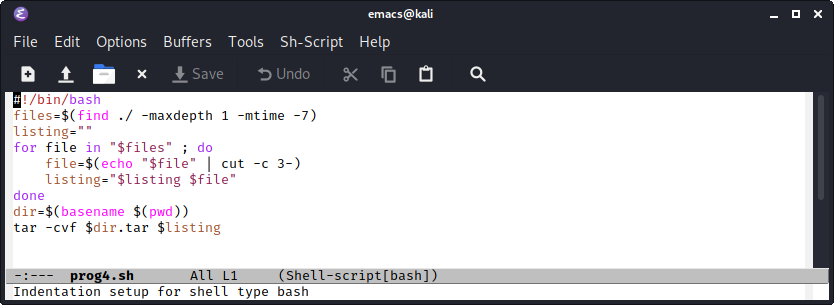 emacs@kali
File Edit Options Buffers Tools Sh-Script Help
Save Undo
#!/bin/bash
files=$(find ./ -maxdepth 1 -mtime -7)
listing=""
for file in "$files" ; do
    file=$(echo "$file" | cut -c 3-)
    listing="$listing $file"
done
dir=$(basename $(pwd))
tar -cvf $dir.tar $listing
-:--- prog4.sh All L1 (Shell-script[bash])
Indentation setup for shell type bash